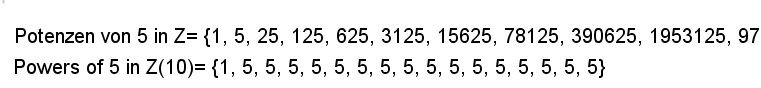 Potenzen von 5 in Z= {1, 5, 25, 125, 625, 3125, 15625, 78125, 390625, 1953125, 97
Powers of 5 in Z(10)= {1, 5, 5, 5, 5, 5, 5, 5, 5, 5, 5, 5, 5, 5, 5, 5, 5}